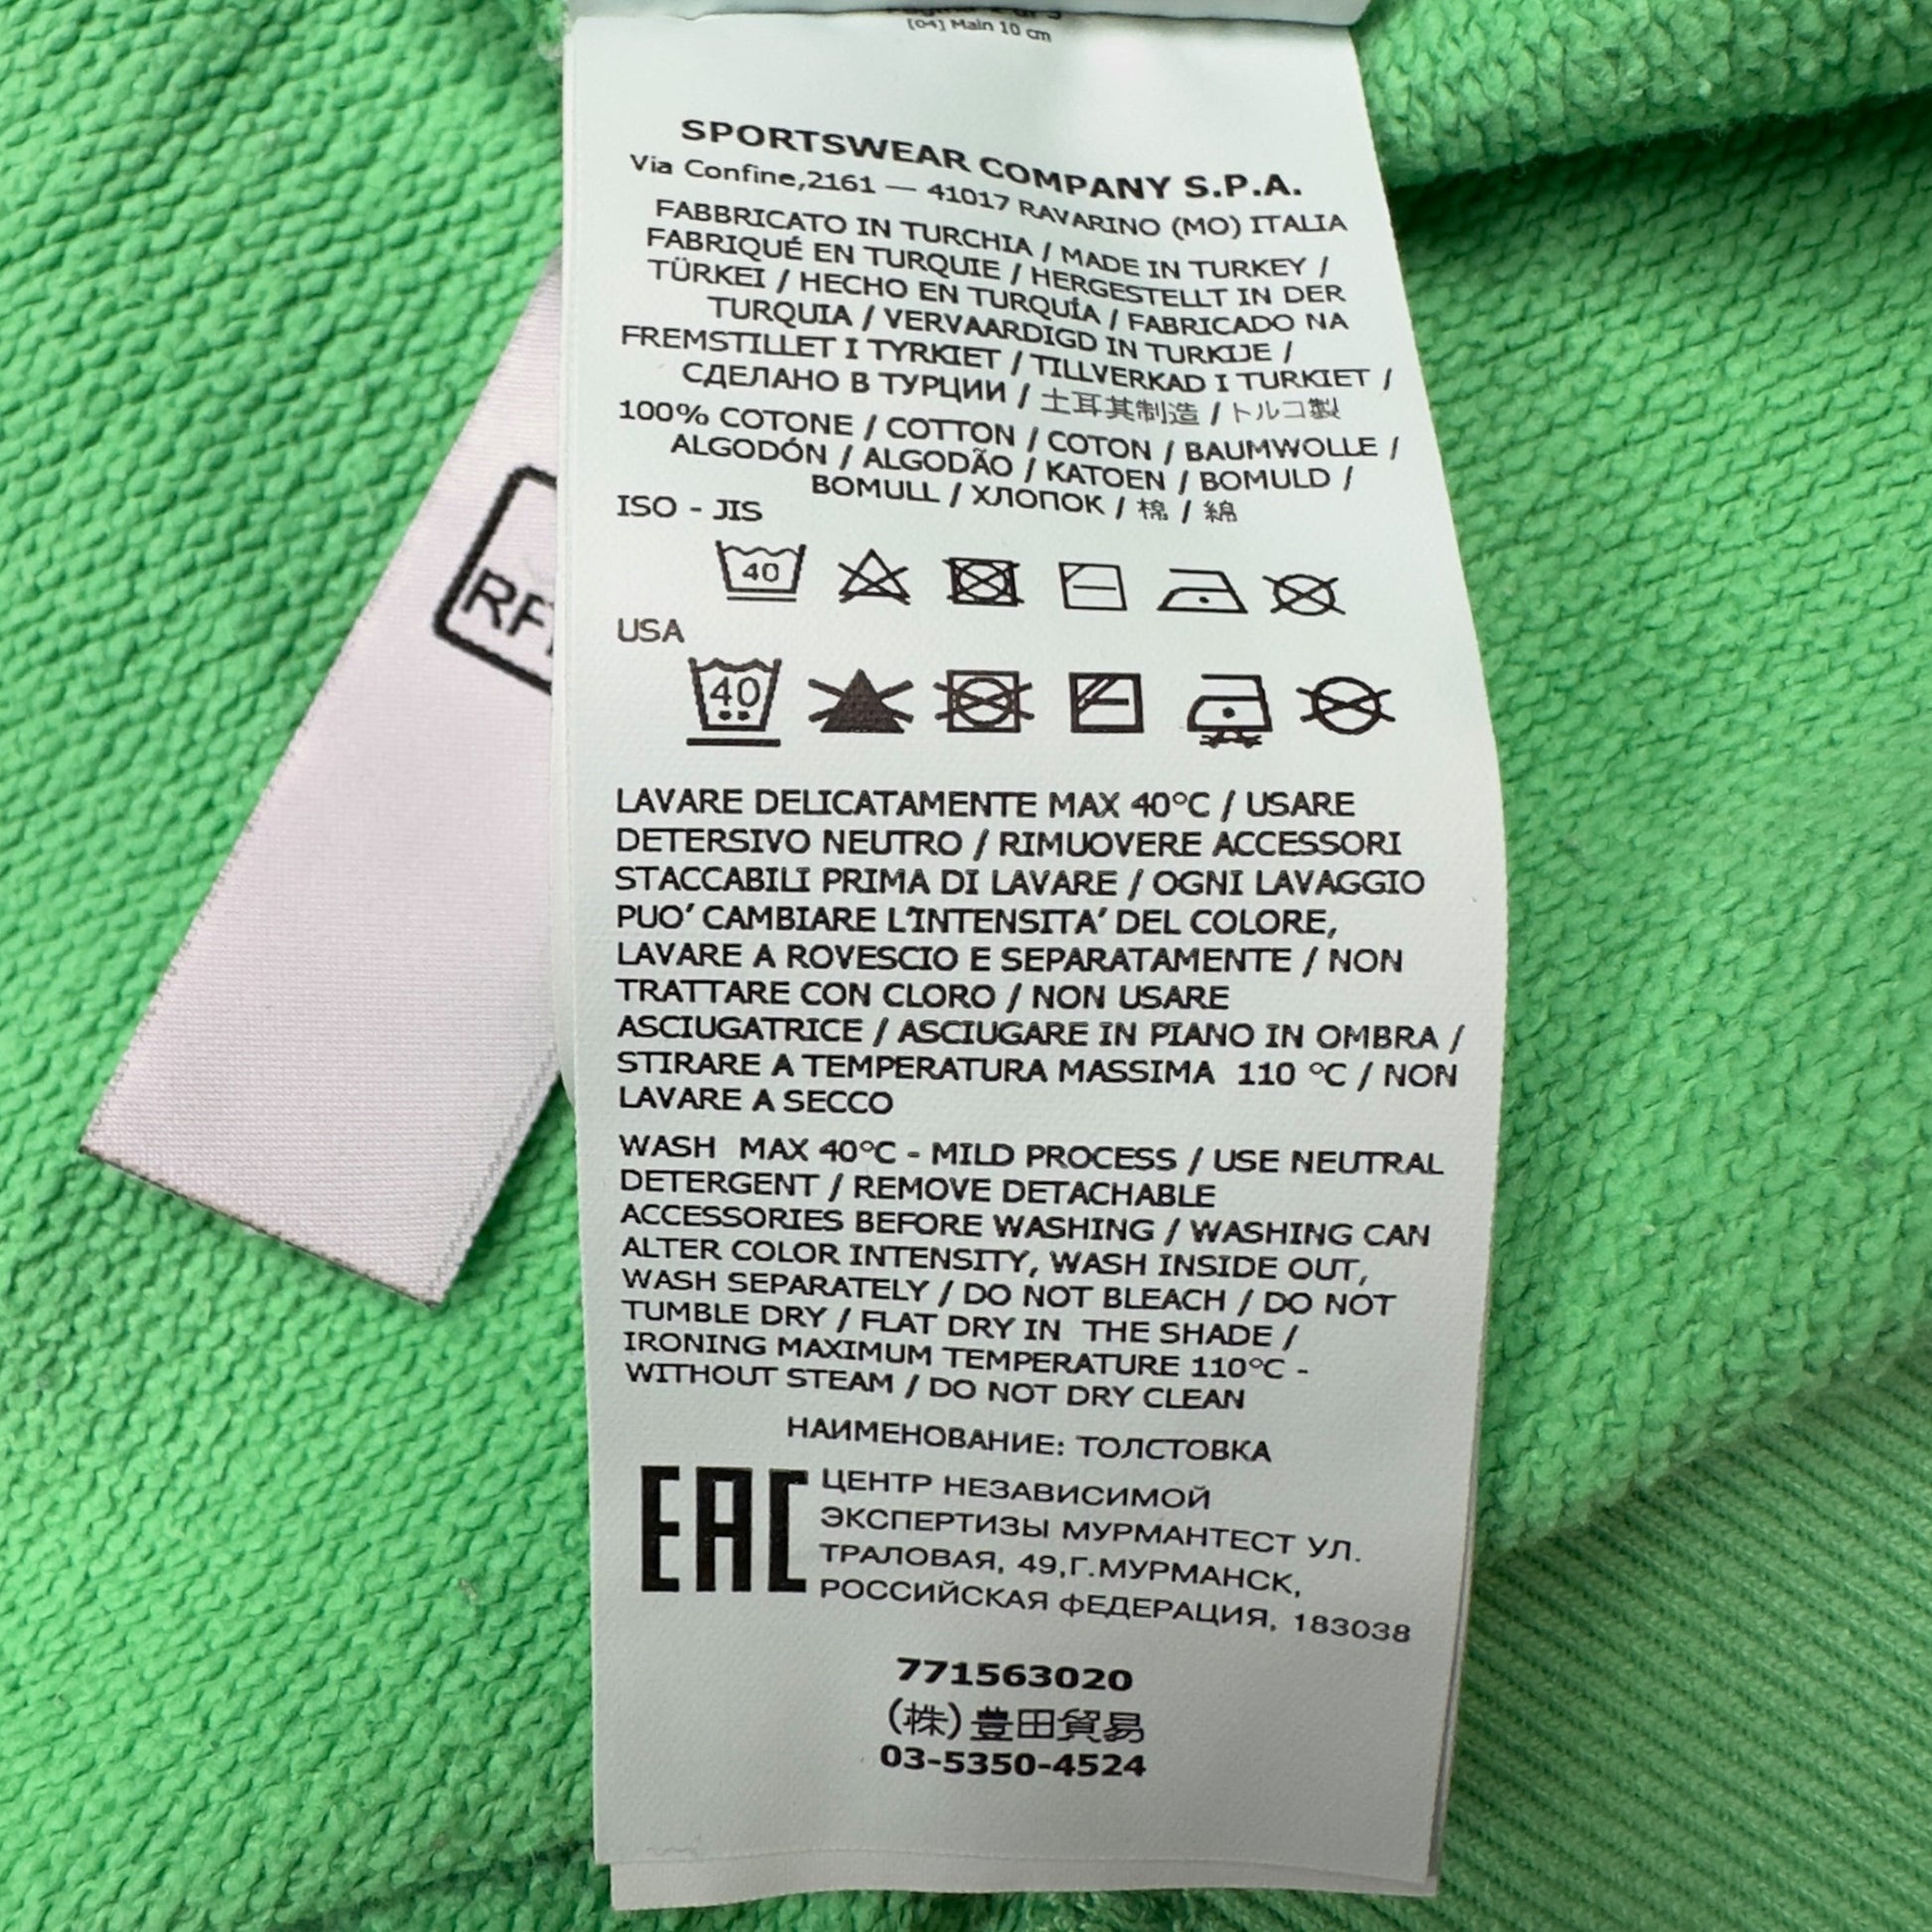 [04] Main 10 cm
SPORTSWEAR COMPANY S.P.A.
Via Confine,2161 — 41017 RAVARINO (MO) ITALIA
FABBRICATO IN TURCHIA / MADE IN TURKEY /
FABRIQUÉ EN TURQUIE / HERGESTELLT IN DER
TÜRKEI / HECHO EN TURQUÍA / FABRICADO NA
TURQUIA / VERVAARDIGD IN TURKIJE /
FREMSTILLET I TYRKIET / TILLVERKAD I TURKIET /
СДЕЛАНО В ТУРЦИИ / 土耳其制造 / トルコ製
100% COTONE / COTTON / COTON / BAUMWOLLE /
ALGODÓN / ALGODÃO / KATOEN / BOMULD /
BOMULL / ХЛОПОК / 棉 / 綿
ISO - JIS
40
USA
40
RF
LAVARE DELICATAMENTE MAX 40°C / USARE
DETERSIVO NEUTRO / RIMUOVERE ACCESSORI
STACCABILI PRIMA DI LAVARE / OGNI LAVAGGIO
PUO' CAMBIARE L'INTENSITA' DEL COLORE,
LAVARE A ROVESCIO E SEPARATAMENTE / NON
TRATTARE CON CLORO / NON USARE
ASCIUGATRICE / ASCIUGARE IN PIANO IN OMBRA /
STIRARE A TEMPERATURA MASSIMA 110 °C / NON
LAVARE A SECCO
WASH MAX 40°C - MILD PROCESS / USE NEUTRAL
DETERGENT / REMOVE DETACHABLE
ACCESSORIES BEFORE WASHING / WASHING CAN
ALTER COLOR INTENSITY, WASH INSIDE OUT,
WASH SEPARATELY / DO NOT BLEACH / DO NOT
TUMBLE DRY / FLAT DRY IN THE SHADE /
IRONING MAXIMUM TEMPERATURE 110°C -
WITHOUT STEAM / DO NOT DRY CLEAN
НАИМЕНОВАНИЕ: ТОЛСТОВКА
EAC
ЦЕНТР НЕЗАВИСИМОЙ
ЭКСПЕРТИЗЫ МУРМАНТЕСТ УЛ.
ТРАЛОВАЯ, 49,Г.МУРМАНСК,
РОССИЙСКАЯ ФЕДЕРАЦИЯ, 183038
771563020
(株)豊田貿易
03-5350-4524